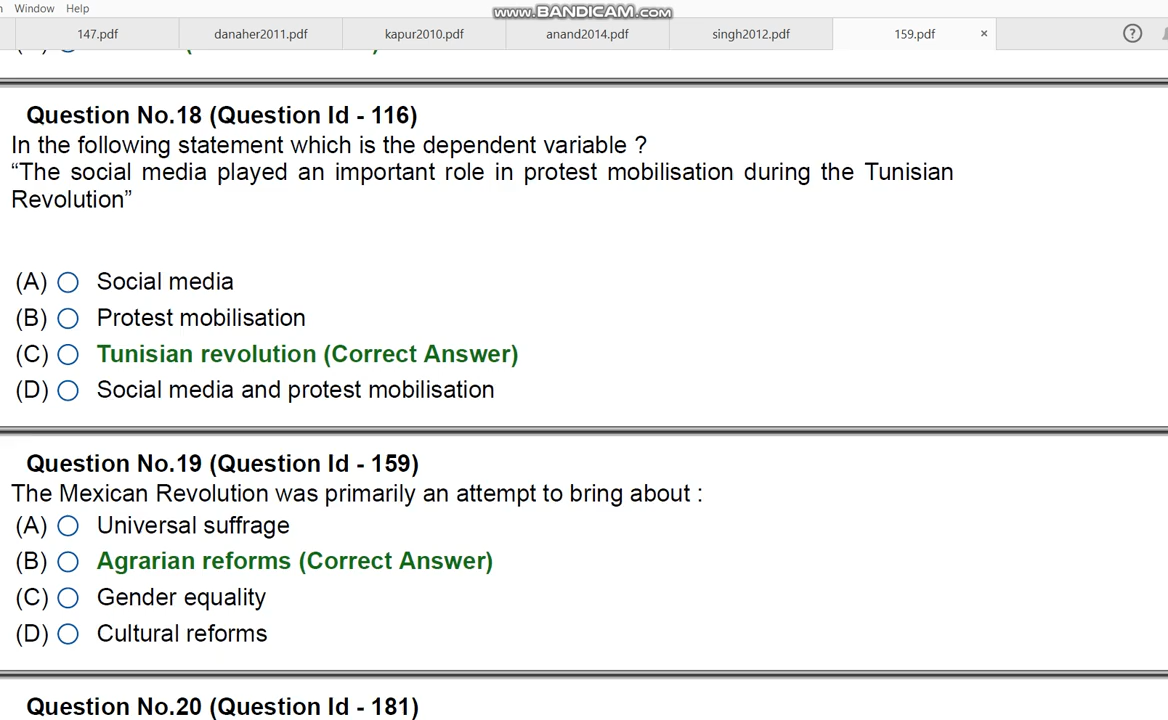 Window Help
www.BANDICAM.com
147.pdf danaher2011.pdf kapur2010.pdf anand2014.pdf singh2012.pdf 159.pdf × ?
Question No.18 (Question Id - 116)
In the following statement which is the dependent variable ?
“The social media played an important role in protest mobilisation during the Tunisian
Revolution”
(A) Social media
(B) Protest mobilisation
(C) Tunisian revolution (Correct Answer)
(D) Social media and protest mobilisation
Question No.19 (Question Id - 159)
The Mexican Revolution was primarily an attempt to bring about :
(A) Universal suffrage
(B) Agrarian reforms (Correct Answer)
(C) Gender equality
(D) Cultural reforms
Question No.20 (Question Id - 181)